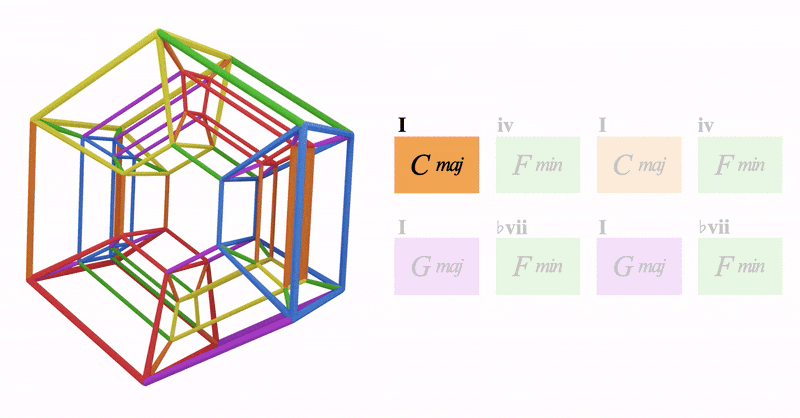 I iv I iv
C maj F min C maj F min
I ♭vii I ♭vii
G maj F min G maj F min